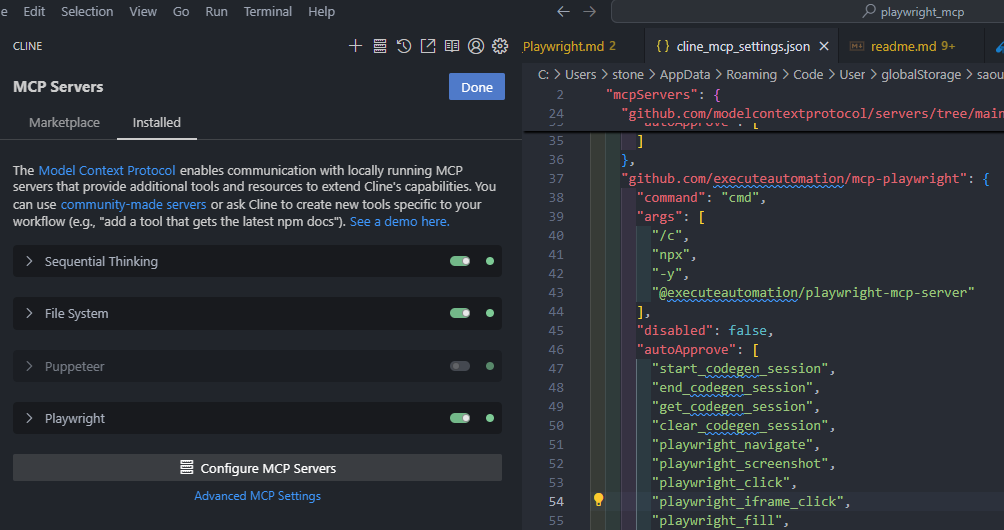 e Edit Selection View Go Run Terminal Help
playwright_mcp
CLINE
MCP Servers
Done
Marketplace
Installed
The Model Context Protocol enables communication with locally running MCP
servers that provide additional tools and resources to extend Cline's capabilities. You
can use community-made servers or ask Cline to create new tools specific to your
workflow (e.g., "add a tool that gets the latest npm docs"). See a demo here.
Sequential Thinking
File System
Puppeteer
Playwright
Configure MCP Servers
Advanced MCP Settings
Playwright.md 2
{ } cline_mcp_settings.json ×
readme.md 9+
C: > Users > stone > AppData > Roaming > Code > User > globalStorage > saou
2 "mcpServers": {
24 "github.com/modelcontextprotocol/servers/tree/main
"autoApprove": [
35 ]
36 },
37 "github.com/executeautomation/mcp-playwright": {
38 "command": "cmd",
39 "args": [
40 "/c",
41 "npx",
42 "-y",
43 "@executeautomation/playwright-mcp-server"
44 ],
45 "disabled": false,
46 "autoApprove": [
47 "start_codegen_session",
48 "end_codegen_session",
49 "get_codegen_session",
50 "clear_codegen_session",
51 "playwright_navigate",
52 "playwright_screenshot",
53 "playwright_click",
54 "playwright_iframe_click",
55 "playwright_fill",